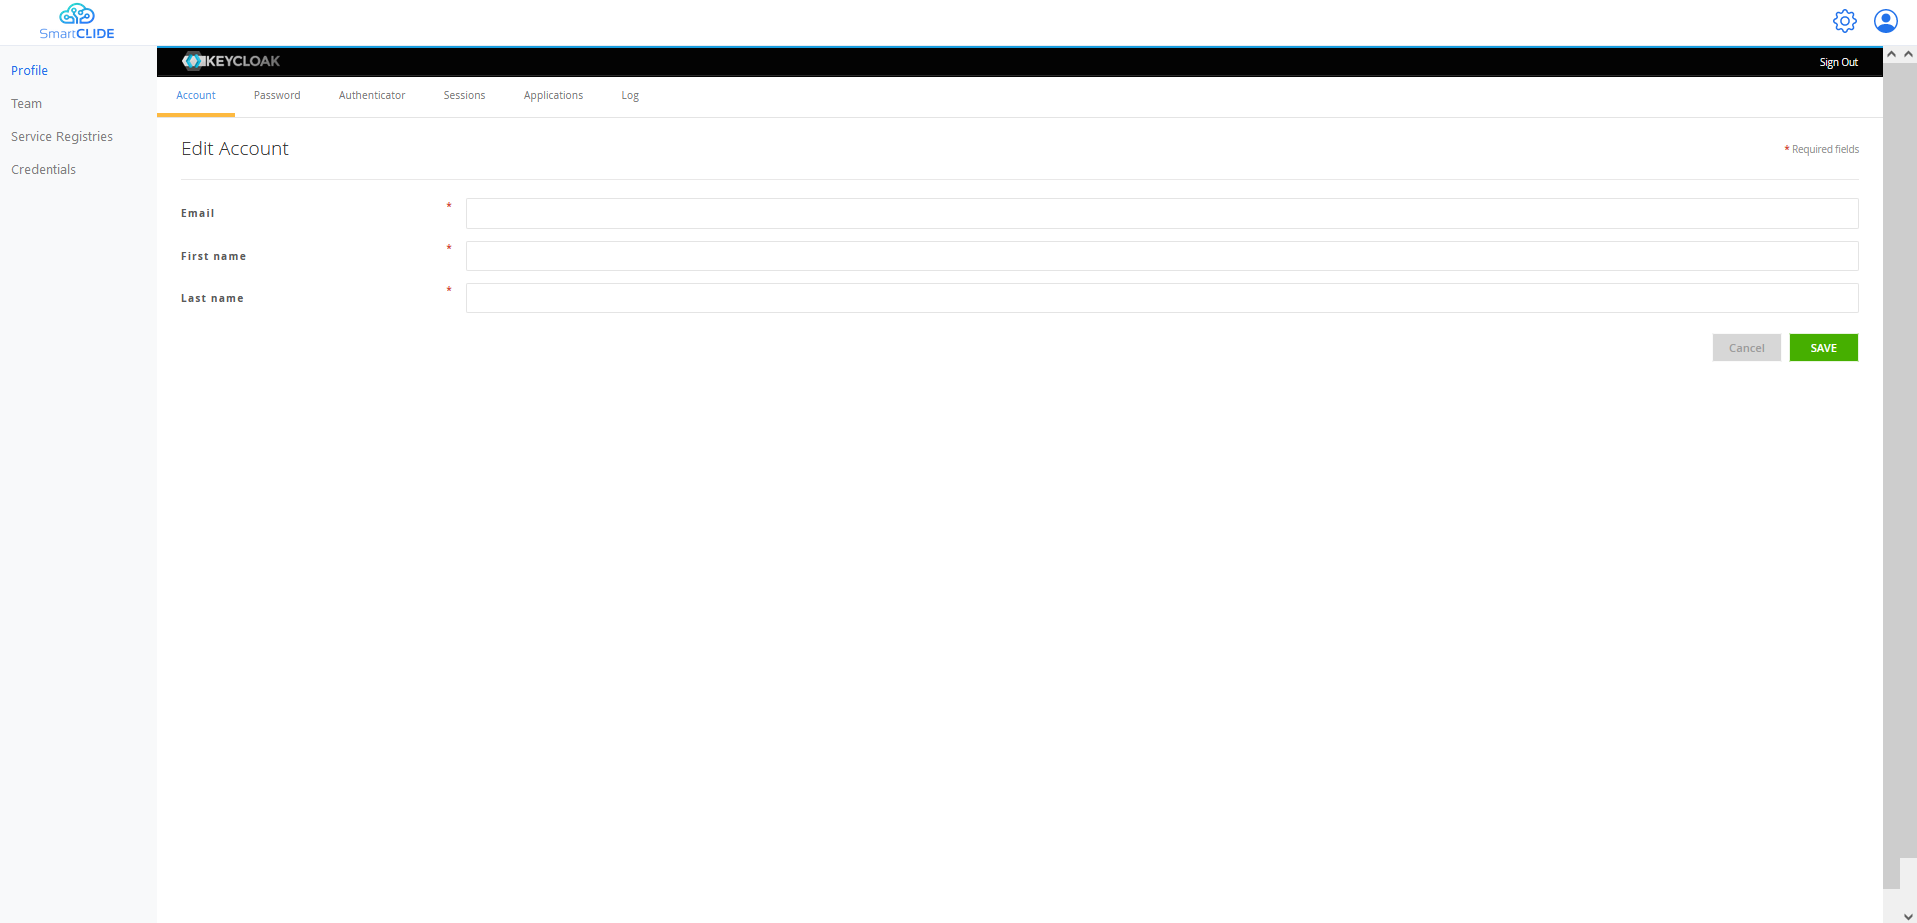 SmartCLIDE
Profile
Team
Service Registries
Credentials
KEYCLOAK
Sign Out
Account Password Authenticator Sessions Applications Log
Edit Account
* Required fields
Email *
First name *
Last name *
Cancel SAVE